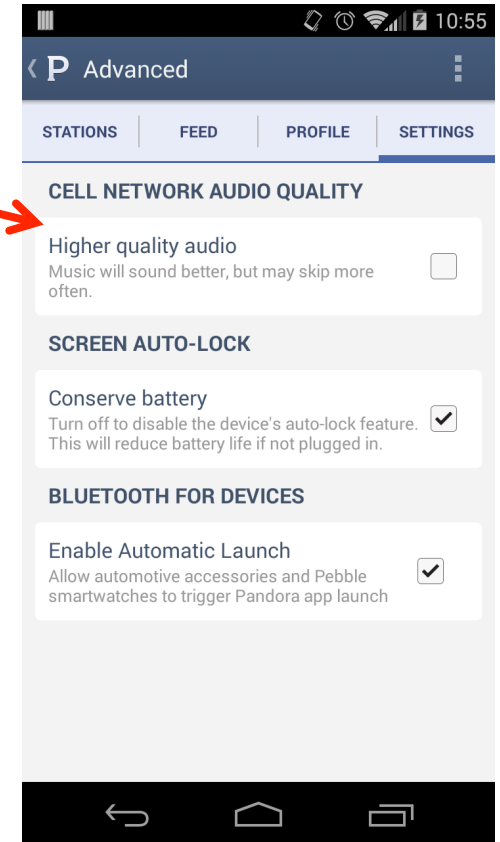 10:55
P Advanced
STATIONS FEED PROFILE SETTINGS
CELL NETWORK AUDIO QUALITY
Higher quality audio
Music will sound better, but may skip more
often.
SCREEN AUTO-LOCK
Conserve battery
Turn off to disable the device's auto-lock feature.
This will reduce battery life if not plugged in.
BLUETOOTH FOR DEVICES
Enable Automatic Launch
Allow automotive accessories and Pebble
smartwatches to trigger Pandora app launch